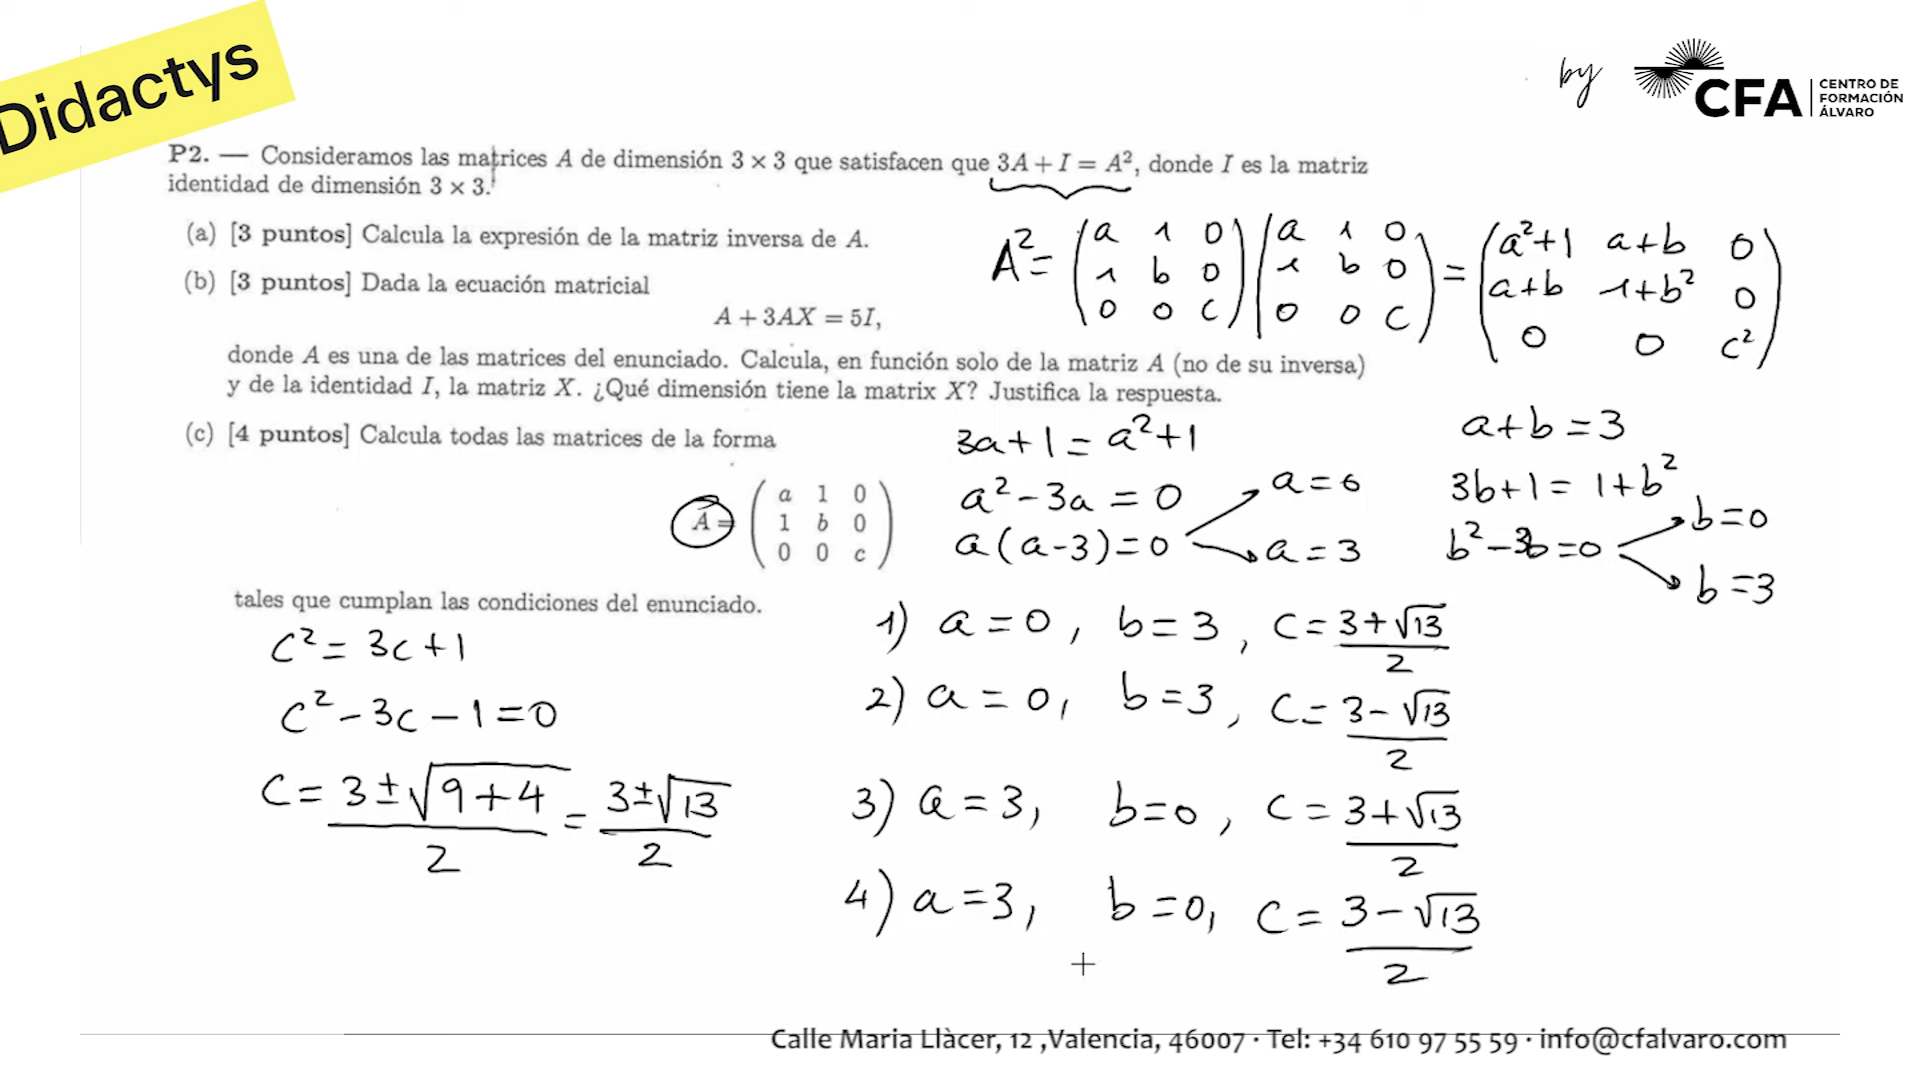 Didactys
by
CFA
CENTRO DE
FORMACIÓN
ÁLVARO
P2. — Consideramos las matrices A de dimensión 3 × 3 que satisfacen que 3A + I = A², donde I es la matriz
identidad de dimensión 3 × 3.
(a) [3 puntos] Calcula la expresión de la matriz inversa de A.
(b) [3 puntos] Dada la ecuación matricial
A + 3AX = 5I,
donde A es una de las matrices del enunciado. Calcula, en función solo de la matriz A (no de su inversa)
y de la identidad I, la matriz X. ¿Qué dimensión tiene la matrix X? Justifica la respuesta.
(c) [4 puntos] Calcula todas las matrices de la forma
A =
a 1 0
1 b 0
0 0 c
tales que cumplan las condiciones del enunciado.
A² =
a 1 0
1 b 0
0 0 c
a 1 0
1 b 0
0 0 c
=
a²+1 a+b 0
a+b 1+b² 0
0 0 c²
3a+1 = a²+1
a²-3a = 0
a(a-3)=0
a=0
a=3
a+b=3
3b+1 = 1+b²
b²-3b=0
b=0
b=3
c² = 3c+1
c²-3c-1=0
c = (3±√(9+4))/2 = (3±√13)/2
1) a=0, b=3, c=(3+√13)/2
2) a=0, b=3, c=(3-√13)/2
3) a=3, b=0, c=(3+√13)/2
4) a=3, b=0, c=(3-√13)/2
Calle Maria Llàcer, 12 ,Valencia, 46007 · Tel: +34 610 97 55 59 · info@cfalvaro.com